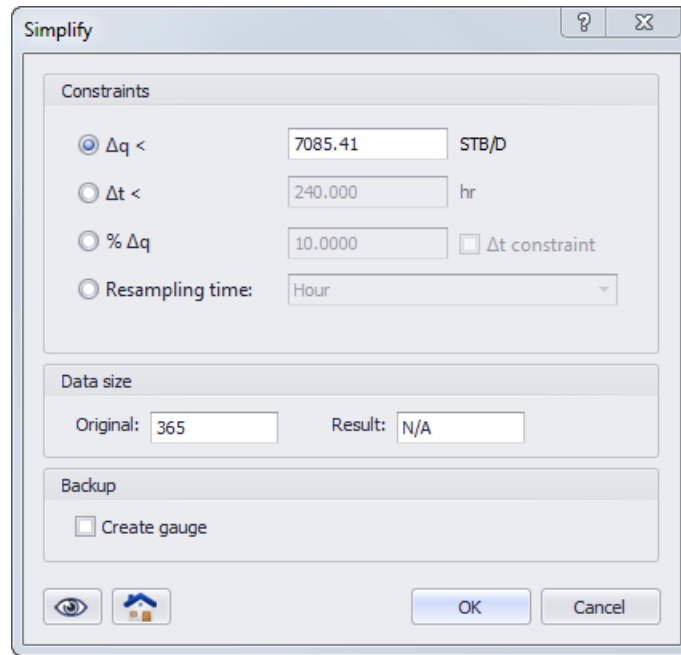 Simplify
Constraints
Δq < 7085.41 STB/D
Δt < 240.000 hr
% Δq 10.0000 Δt constraint
Resampling time: Hour
Data size
Original: 365 Result: N/A
Backup
Create gauge
OK Cancel